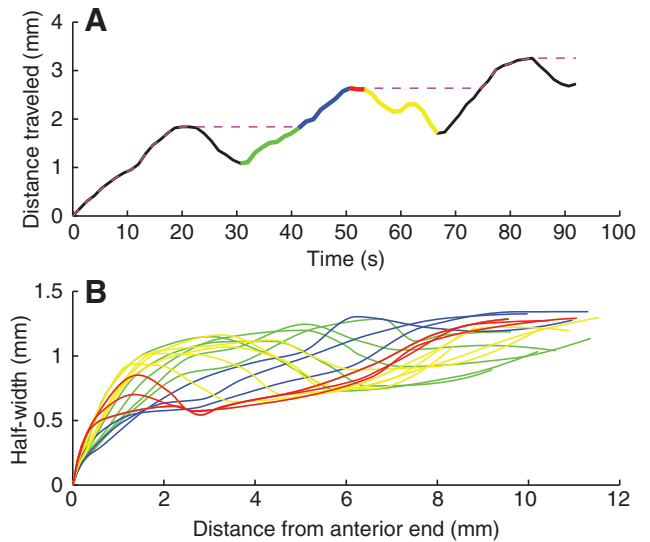 A
Distance traveled (mm)
4
3
2
1
0
0 10 20 30 40 50 60 70 80 90 100
Time (s)
B
Half-width (mm)
1.5
1
0.5
0
0 2 4 6 8 10 12
Distance from anterior end (mm)